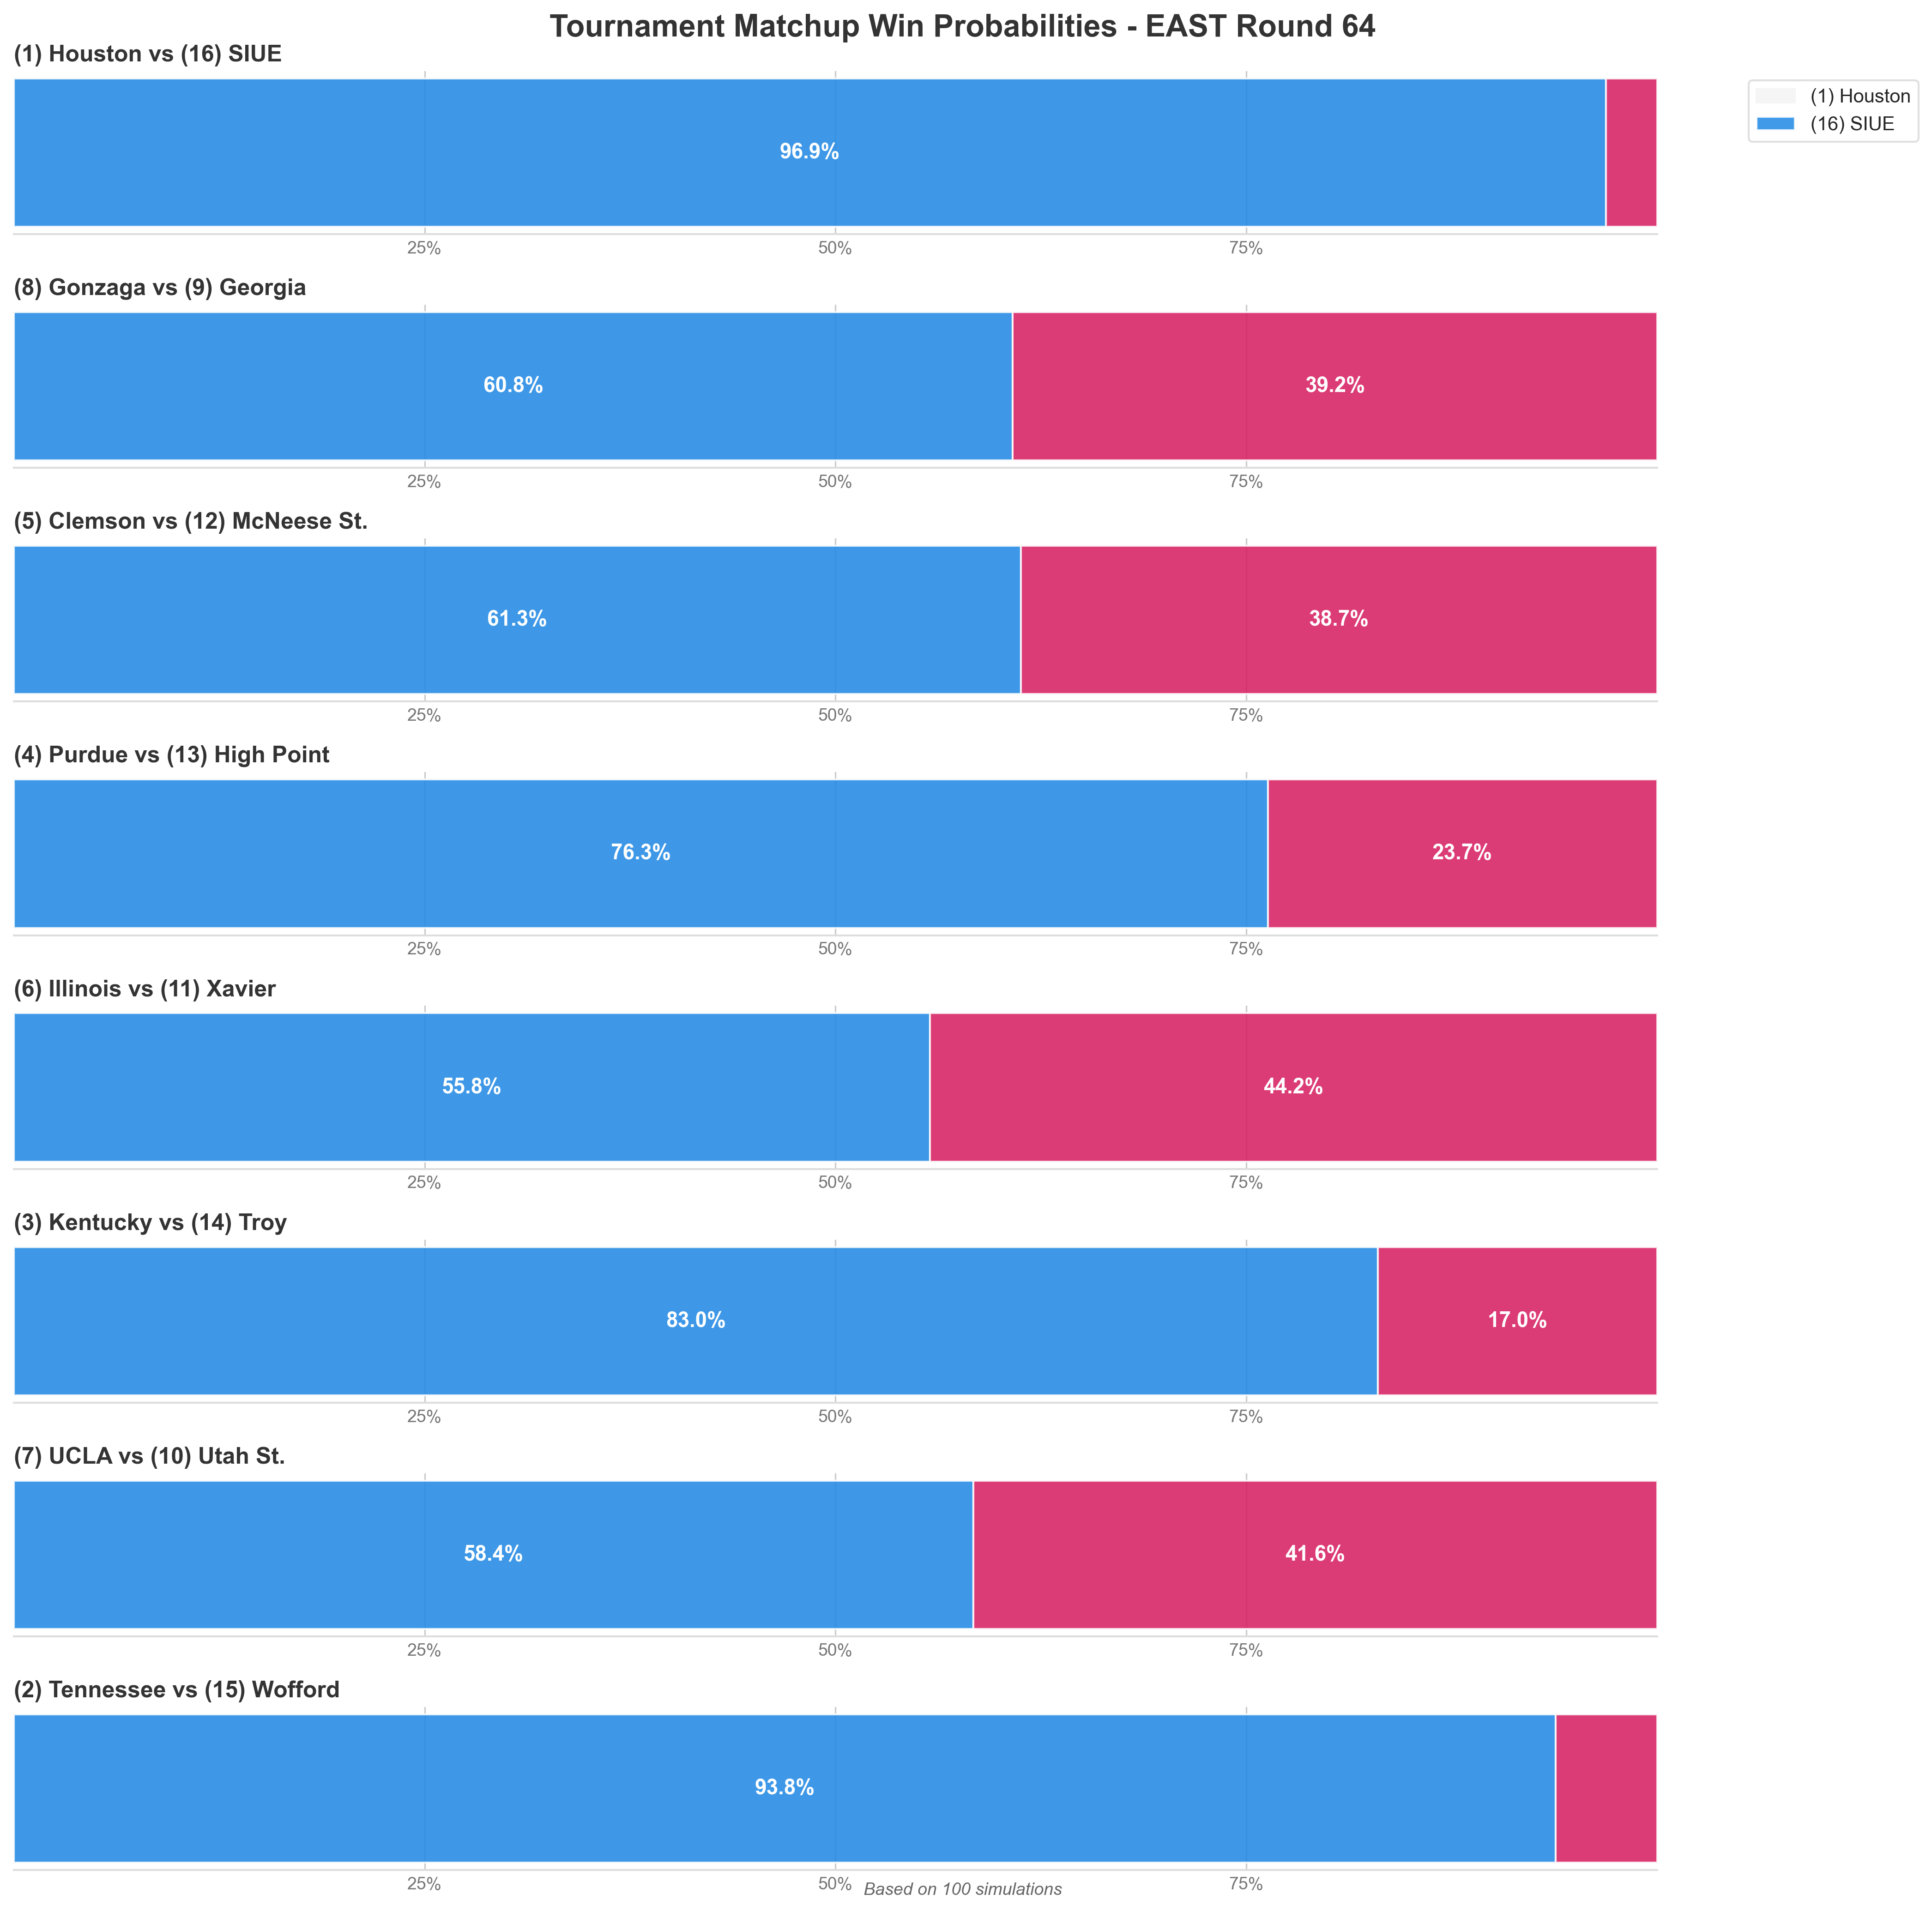 Tournament Matchup Win Probabilities - EAST Round 64
(1) Houston vs (16) SIUE
(1) Houston
(16) SIUE
96.9%
25% 50% 75%
(8) Gonzaga vs (9) Georgia
60.8% 39.2%
25% 50% 75%
(5) Clemson vs (12) McNeese St.
61.3% 38.7%
25% 50% 75%
(4) Purdue vs (13) High Point
76.3% 23.7%
25% 50% 75%
(6) Illinois vs (11) Xavier
55.8% 44.2%
25% 50% 75%
(3) Kentucky vs (14) Troy
83.0% 17.0%
25% 50% 75%
(7) UCLA vs (10) Utah St.
58.4% 41.6%
25% 50% 75%
(2) Tennessee vs (15) Wofford
93.8%
25% 50% 75%
Based on 100 simulations